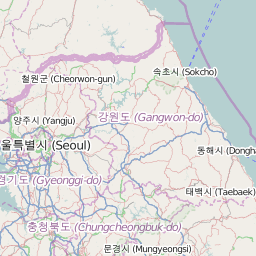 속초시 (Sokcho)
철원군 (Cheorwon-gun)
강원도 (Gangwon-do)
양주시 (Yangju)
울특별시 (Seoul)
동해시 (Dongha
경기도 (Gyeonggi-do)
태백시 (Taebaek)
충청북도 (Chungcheongbuk-do)
문경시 (Mungyeongsi)